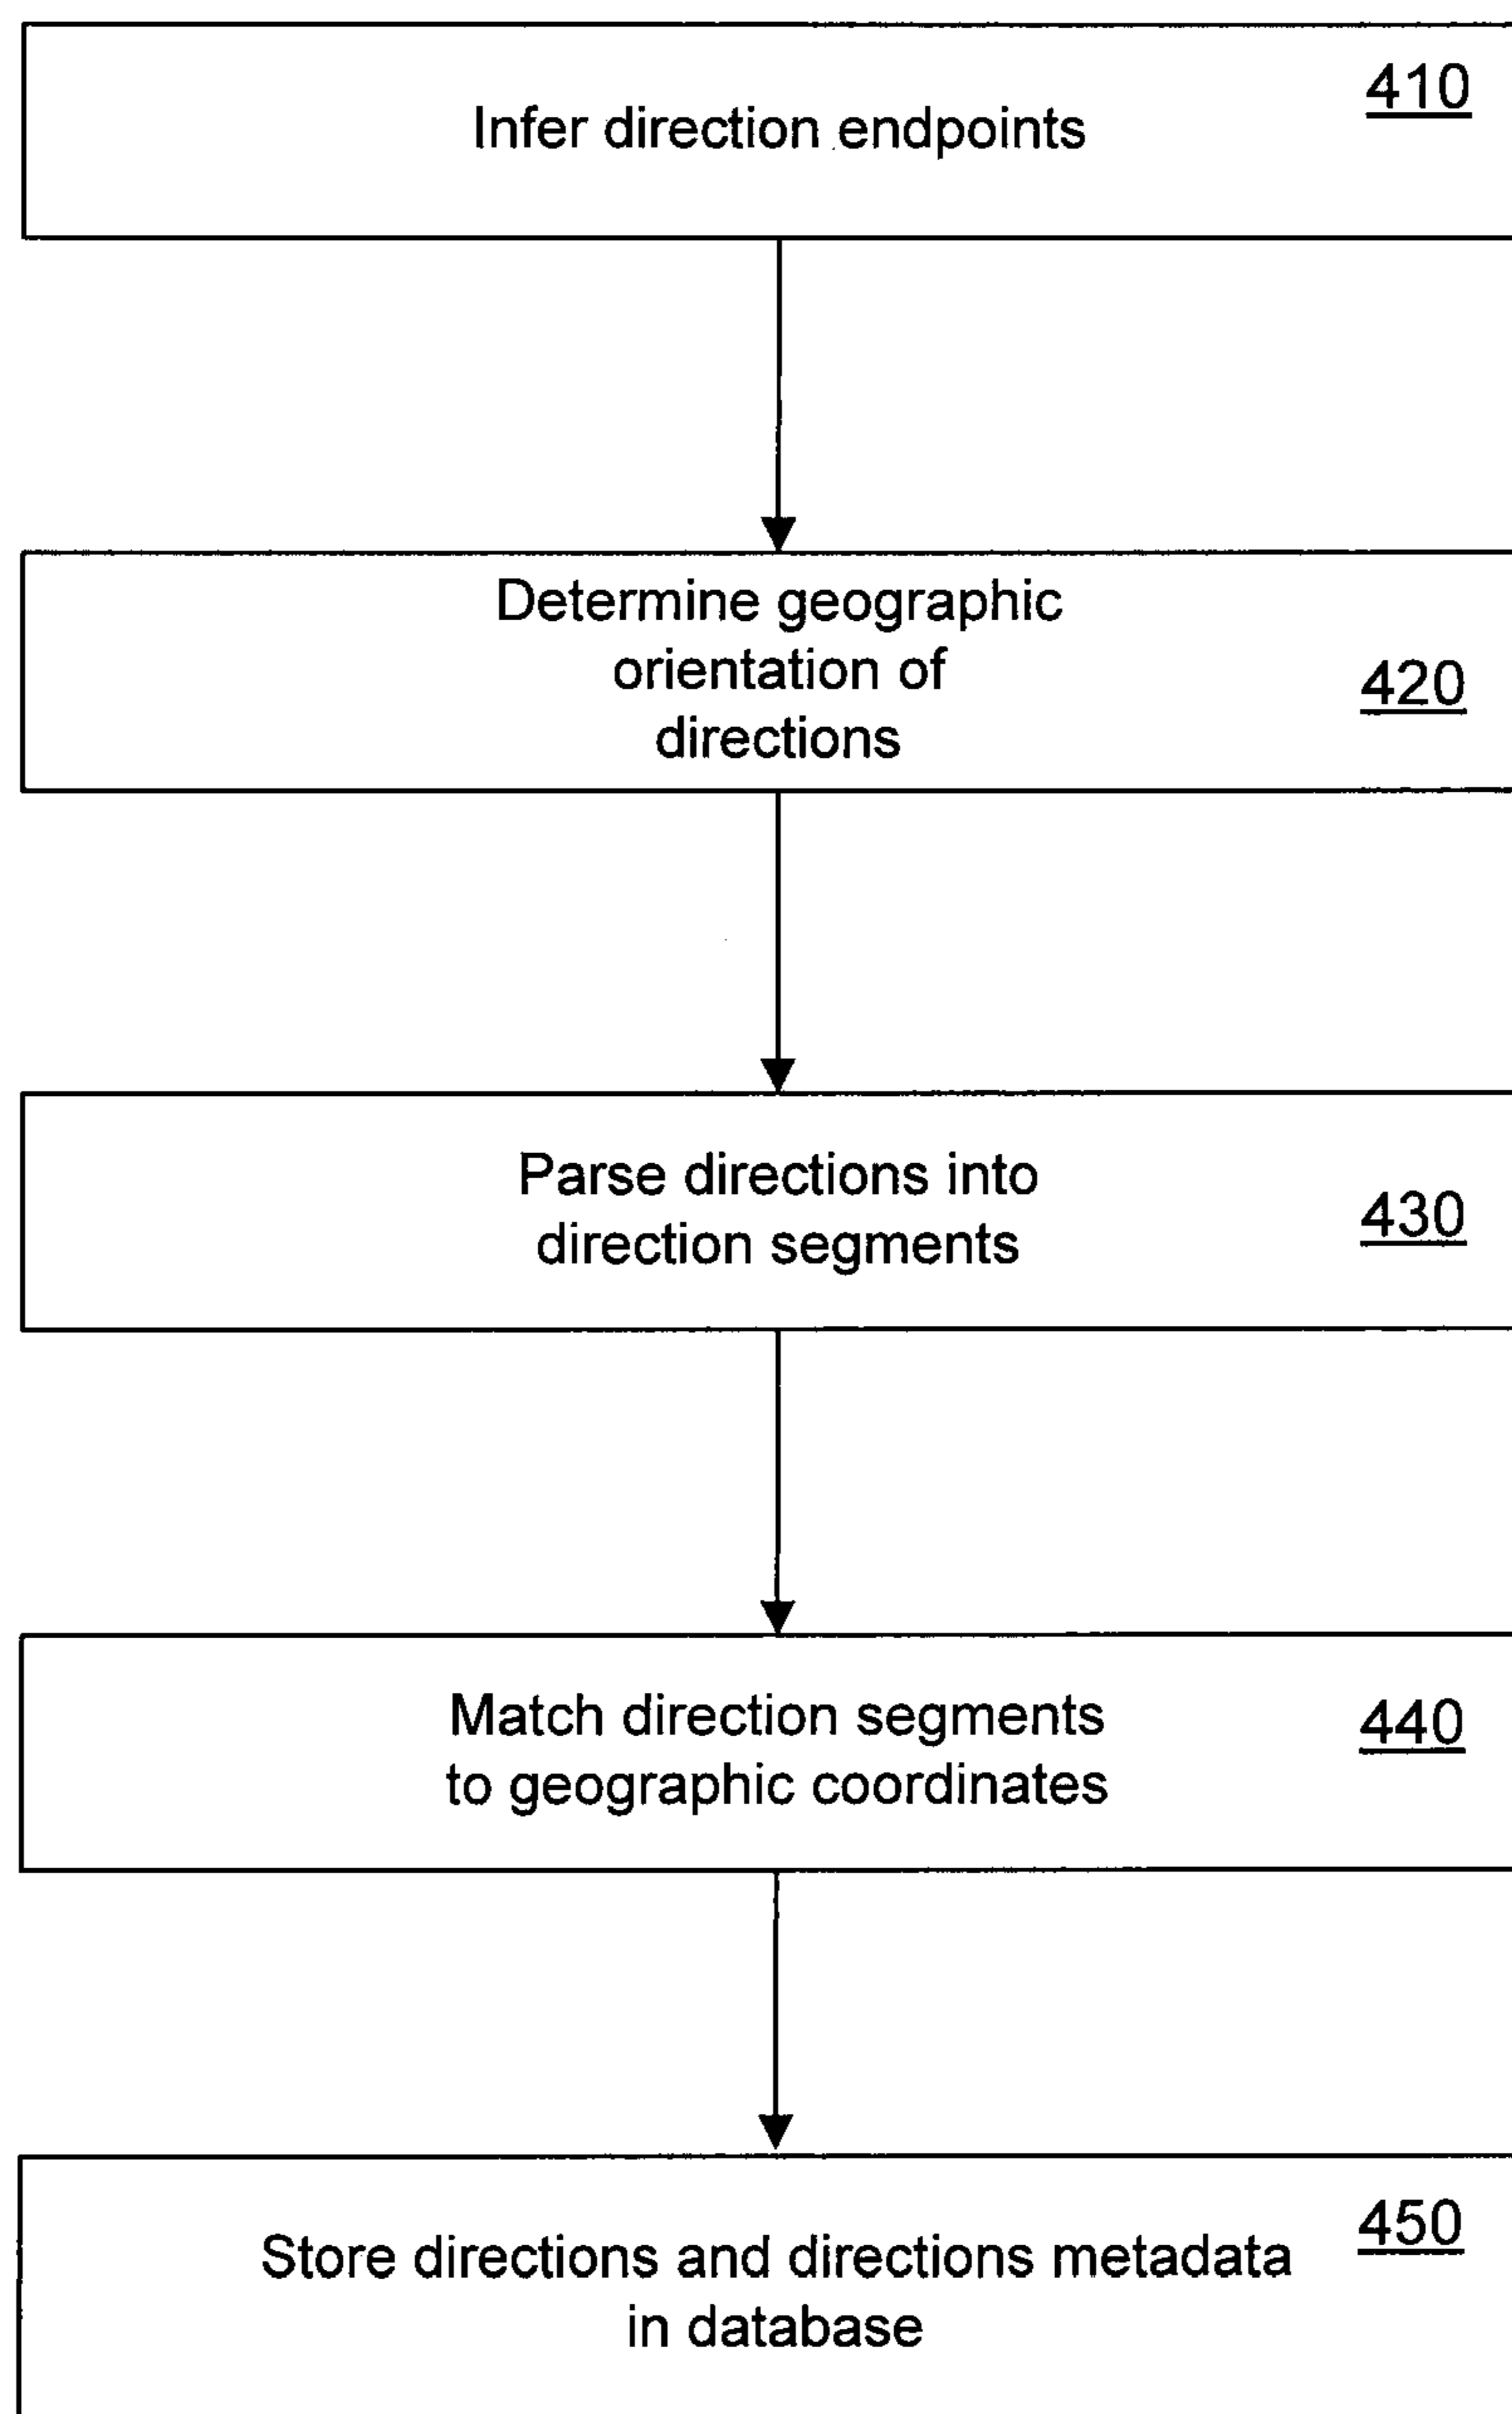 410
Infer direction endpoints
Determine geographic
orientation of
directions
420
Parse directions into
direction segments
430
Match direction segments
to geographic coordinates
440
450
Store directions and directions metadata
in database